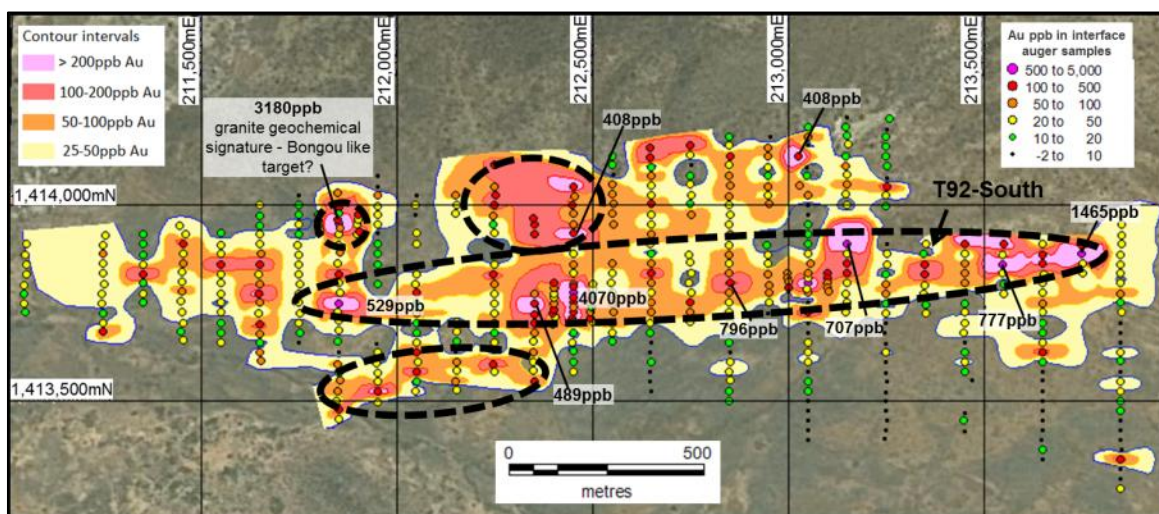 Contour intervals
> 200ppb Au
100-200ppb Au
50-100ppb Au
25-50ppb Au
211,500mE
212,000mE
212,500mE
213,000mE
213,500mE
Au ppb in interface
auger samples
500 to 5,000
100 to 500
50 to 100
20 to 50
10 to 20
-2 to 10
3180ppb
granite geochemical
signature - Bongou like
target?
408ppb
408ppb
1,414,000mN
T92-South
1465ppb
529ppb
4070ppb
796ppb
707ppb
777ppb
489ppb
1,413,500mN
0 500
metres